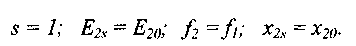 s = 1; E₂ₛ = E₂₀; f₂ = f₁; x₂ₛ = x₂₀.